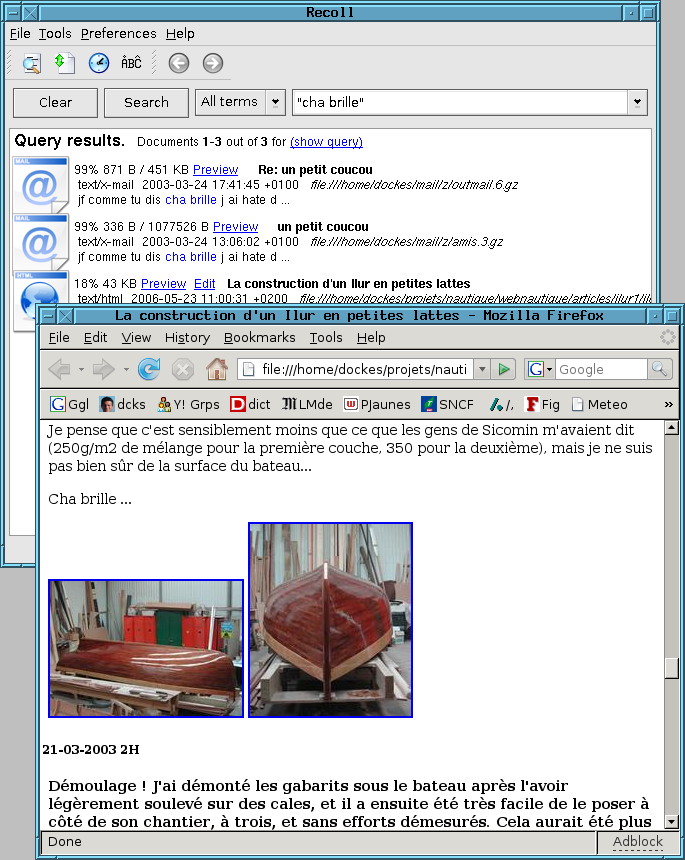 Recoll
File Tools Preferences Help
ÄBĈ
Clear Search All terms "cha brille"
Query results. Documents 1-3 out of 3 for (show query)
MAIL
99% 871 B / 451 KB Preview Re: un petit coucou
text/x-mail 2003-03-24 17:41:45 +0100 file:///home/dockes/mail/z/outmail.6.gz
jf comme tu dis cha brille j ai hate d ...
MAIL
99% 336 B / 1077526 B Preview un petit coucou
text/x-mail 2003-03-24 13:06:02 +0100 file:///home/dockes/mail/z/amis.3.gz
jf comme tu dis cha brille j ai hate d ...
HTML
18% 43 KB Preview Edit La construction d'un Ilur en petites lattes
text/html 2006-05-23 11:00:31 +0200 file:///home/dockes/projets/nautique/webnautique/articles/ilur1/
La construction d'un Ilur en petites lattes - Mozilla Firefox
File Edit View History Bookmarks Tools Help
file:///home/dockes/projets/nauti Google
Ggl dcks Y! Grps dict LMde PJaunes SNCF /, Fig Meteo »
Je pense que c'est sensiblement moins que ce que les gens de Sicomin m'avaient dit
(250g/m2 de mélange pour la première couche, 350 pour la deuxième), mais je ne suis
pas bien sûr de la surface du bateau...
Cha brille ...
21-03-2003 2H
Démoulage ! J'ai démonté les gabarits sous le bateau après l'avoir
légèrement soulevé sur des cales, et il a ensuite été très facile de le poser à
côté de son chantier, à trois, et sans efforts démesurés. Cela aurait été plus
Done Adblock